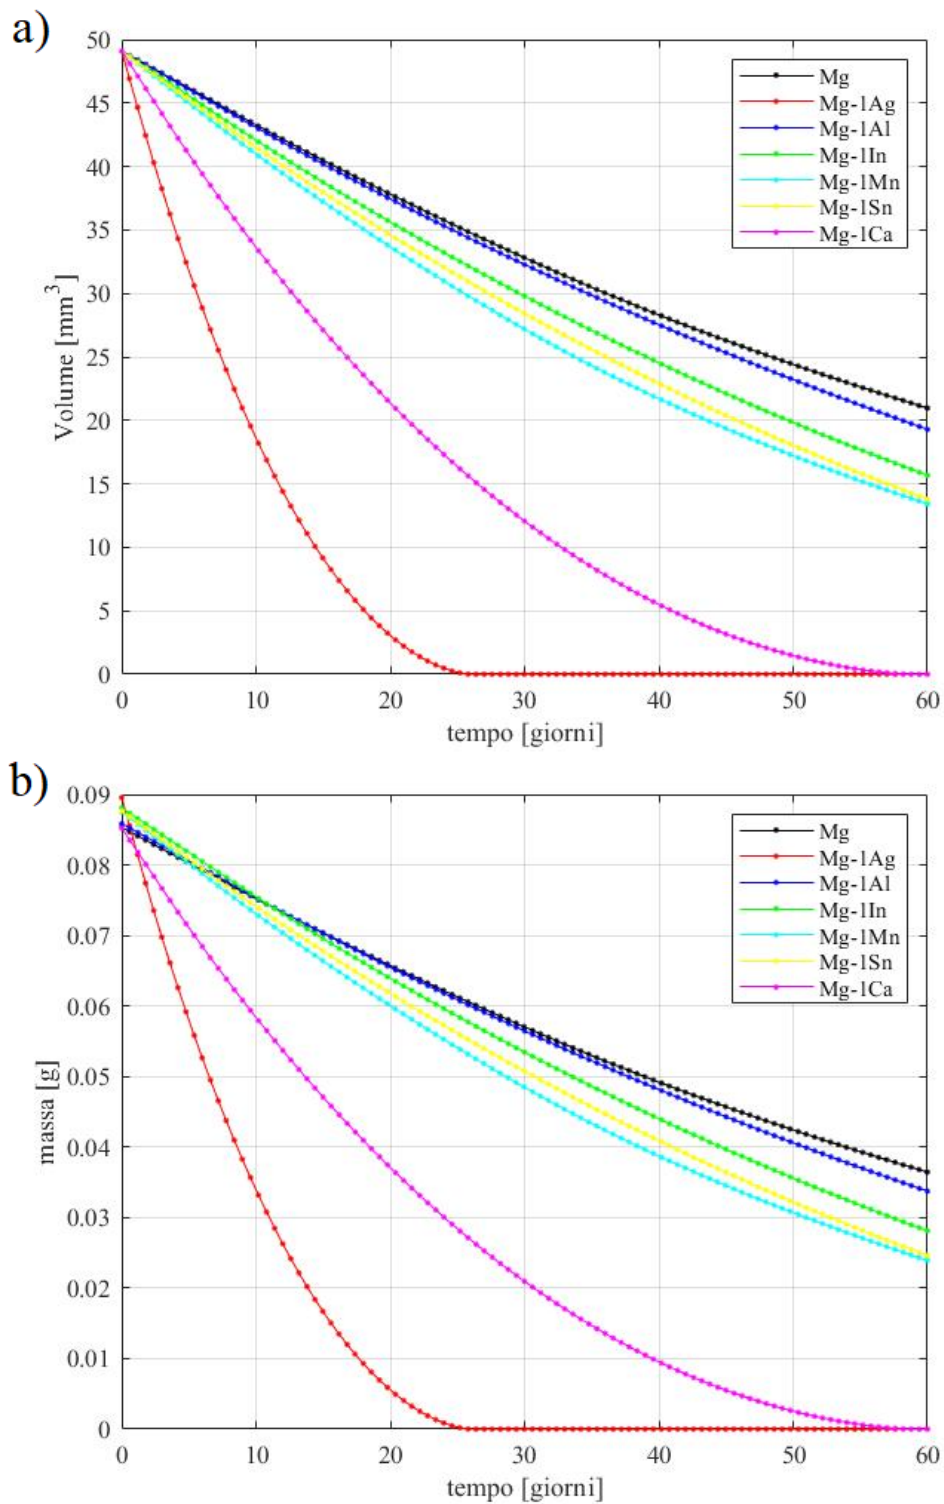 a)
50
45
40
35
30
25
20
15
10
5
0
Volume [mm³]
Mg
Mg-1Ag
Mg-1Al
Mg-1In
Mg-1Mn
Mg-1Sn
Mg-1Ca
0 10 20 30 40 50 60
tempo [giorni]
b)
0.09
0.08
0.07
0.06
0.05
0.04
0.03
0.02
0.01
0
massa [g]
Mg
Mg-1Ag
Mg-1Al
Mg-1In
Mg-1Mn
Mg-1Sn
Mg-1Ca
0 10 20 30 40 50 60
tempo [giorni]